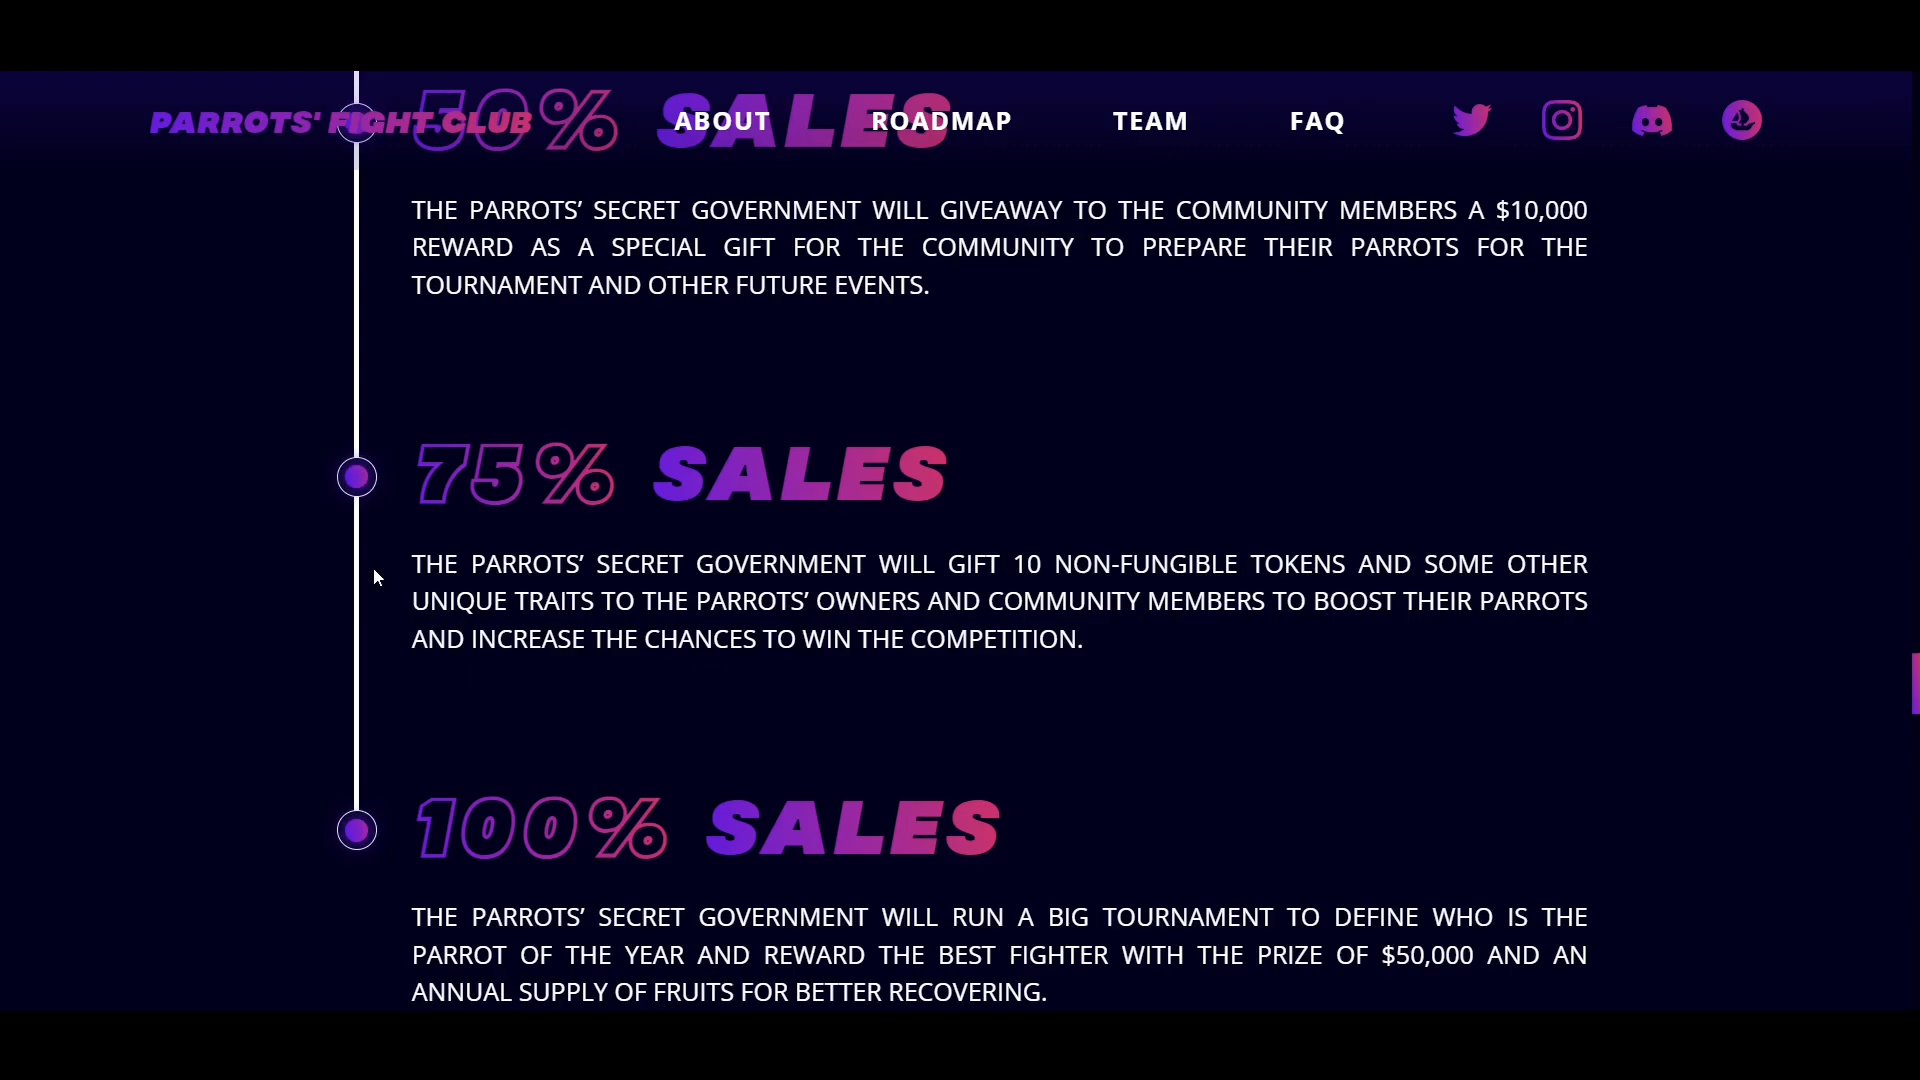 PARROTS' FIGHT CLUB
50% SALES
ABOUT ROADMAP TEAM FAQ
THE PARROTS’ SECRET GOVERNMENT WILL GIVEAWAY TO THE COMMUNITY MEMBERS A $10,000
REWARD AS A SPECIAL GIFT FOR THE COMMUNITY TO PREPARE THEIR PARROTS FOR THE
TOURNAMENT AND OTHER FUTURE EVENTS.
75% SALES
THE PARROTS’ SECRET GOVERNMENT WILL GIFT 10 NON-FUNGIBLE TOKENS AND SOME OTHER
UNIQUE TRAITS TO THE PARROTS’ OWNERS AND COMMUNITY MEMBERS TO BOOST THEIR PARROTS
AND INCREASE THE CHANCES TO WIN THE COMPETITION.
100% SALES
THE PARROTS’ SECRET GOVERNMENT WILL RUN A BIG TOURNAMENT TO DEFINE WHO IS THE
PARROT OF THE YEAR AND REWARD THE BEST FIGHTER WITH THE PRIZE OF $50,000 AND AN
ANNUAL SUPPLY OF FRUITS FOR BETTER RECOVERING.